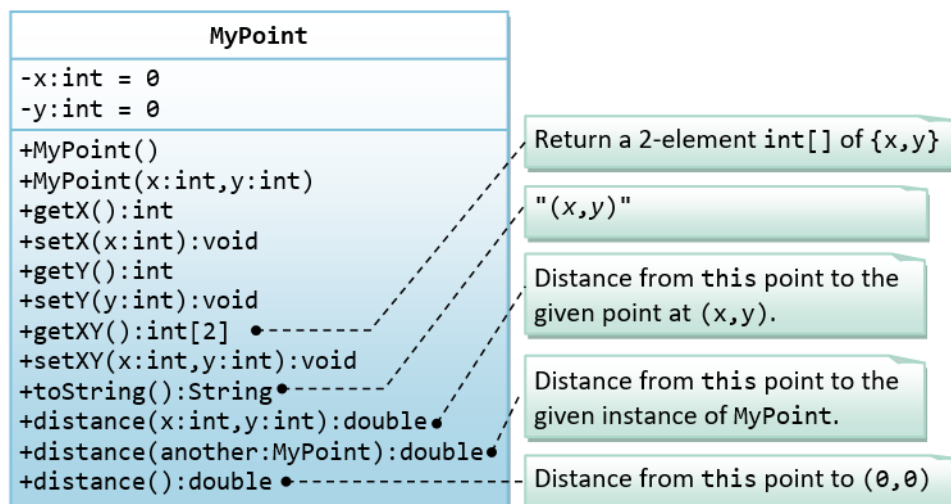 MyPoint
-x:int = 0
-y:int = 0
+MyPoint()
+MyPoint(x:int,y:int)
+getX():int
+setX(x:int):void
+getY():int
+setY(y:int):void
+getXY():int[2]
+setXY(x:int,y:int):void
+toString():String
+distance(x:int,y:int):double
+distance(another:MyPoint):double
+distance():double
Return a 2-element int[] of {x,y}
"(x,y)"
Distance from this point to the
given point at (x,y).
Distance from this point to the
given instance of MyPoint.
Distance from this point to (0,0)